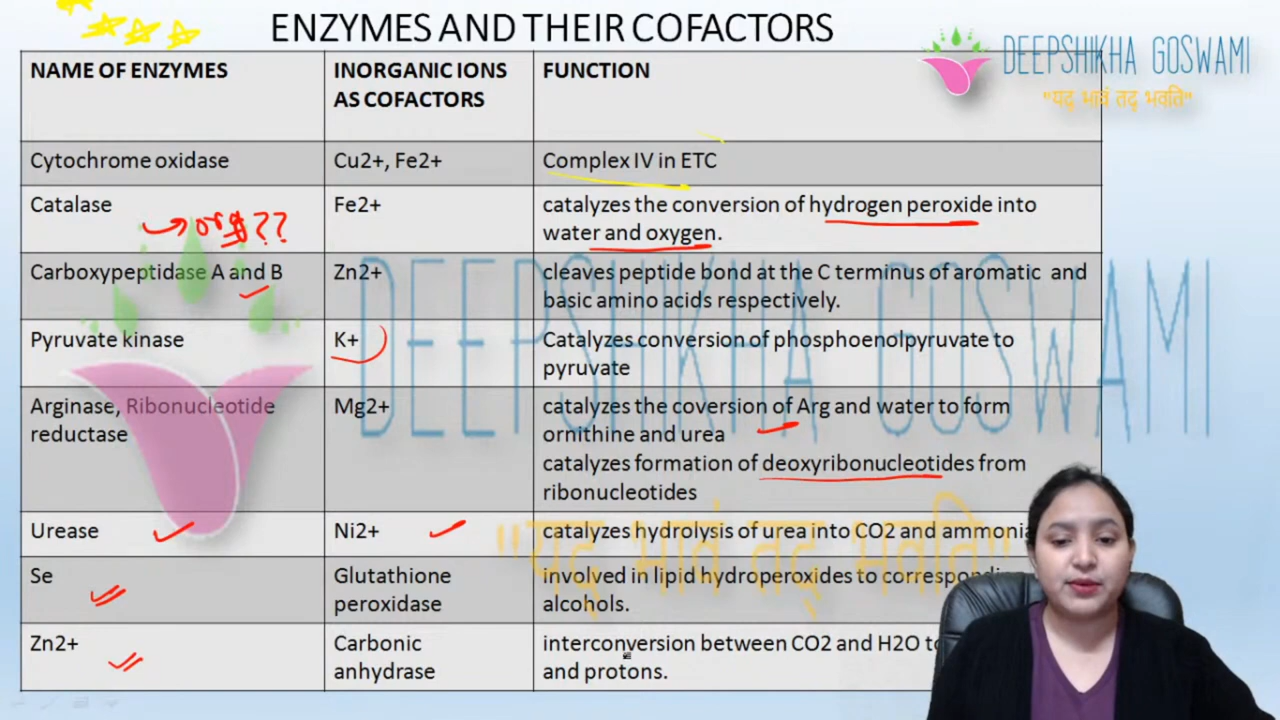 ENZYMES AND THEIR COFACTORS
DEEPSHIKHA GOSWAMI
"यद् भावं तद् भवति"
NAME OF ENZYMES
INORGANIC IONS
AS COFACTORS
FUNCTION
Cytochrome oxidase
Cu2+, Fe2+
Complex IV in ETC
Catalase
Fe2+
catalyzes the conversion of hydrogen peroxide into
water and oxygen.
Carboxypeptidase A and B
Zn2+
cleaves peptide bond at the C terminus of aromatic and
basic amino acids respectively.
Pyruvate kinase
K+
Catalyzes conversion of phosphoenolpyruvate to
pyruvate
Arginase, Ribonucleotide
reductase
Mg2+
catalyzes the coversion of Arg and water to form
ornithine and urea
catalyzes formation of deoxyribonucleotides from
ribonucleotides
Urease
Ni2+
catalyzes hydrolysis of urea into CO2 and ammonia
Se
Glutathione
peroxidase
involved in lipid hydroperoxides to
alcohols.
Zn2+
Carbonic
anhydrase
interconversion between CO2 and H2O
and protons.
DEEPSHIKHA GOSWAMI
"यद् भावं तद् भवति"